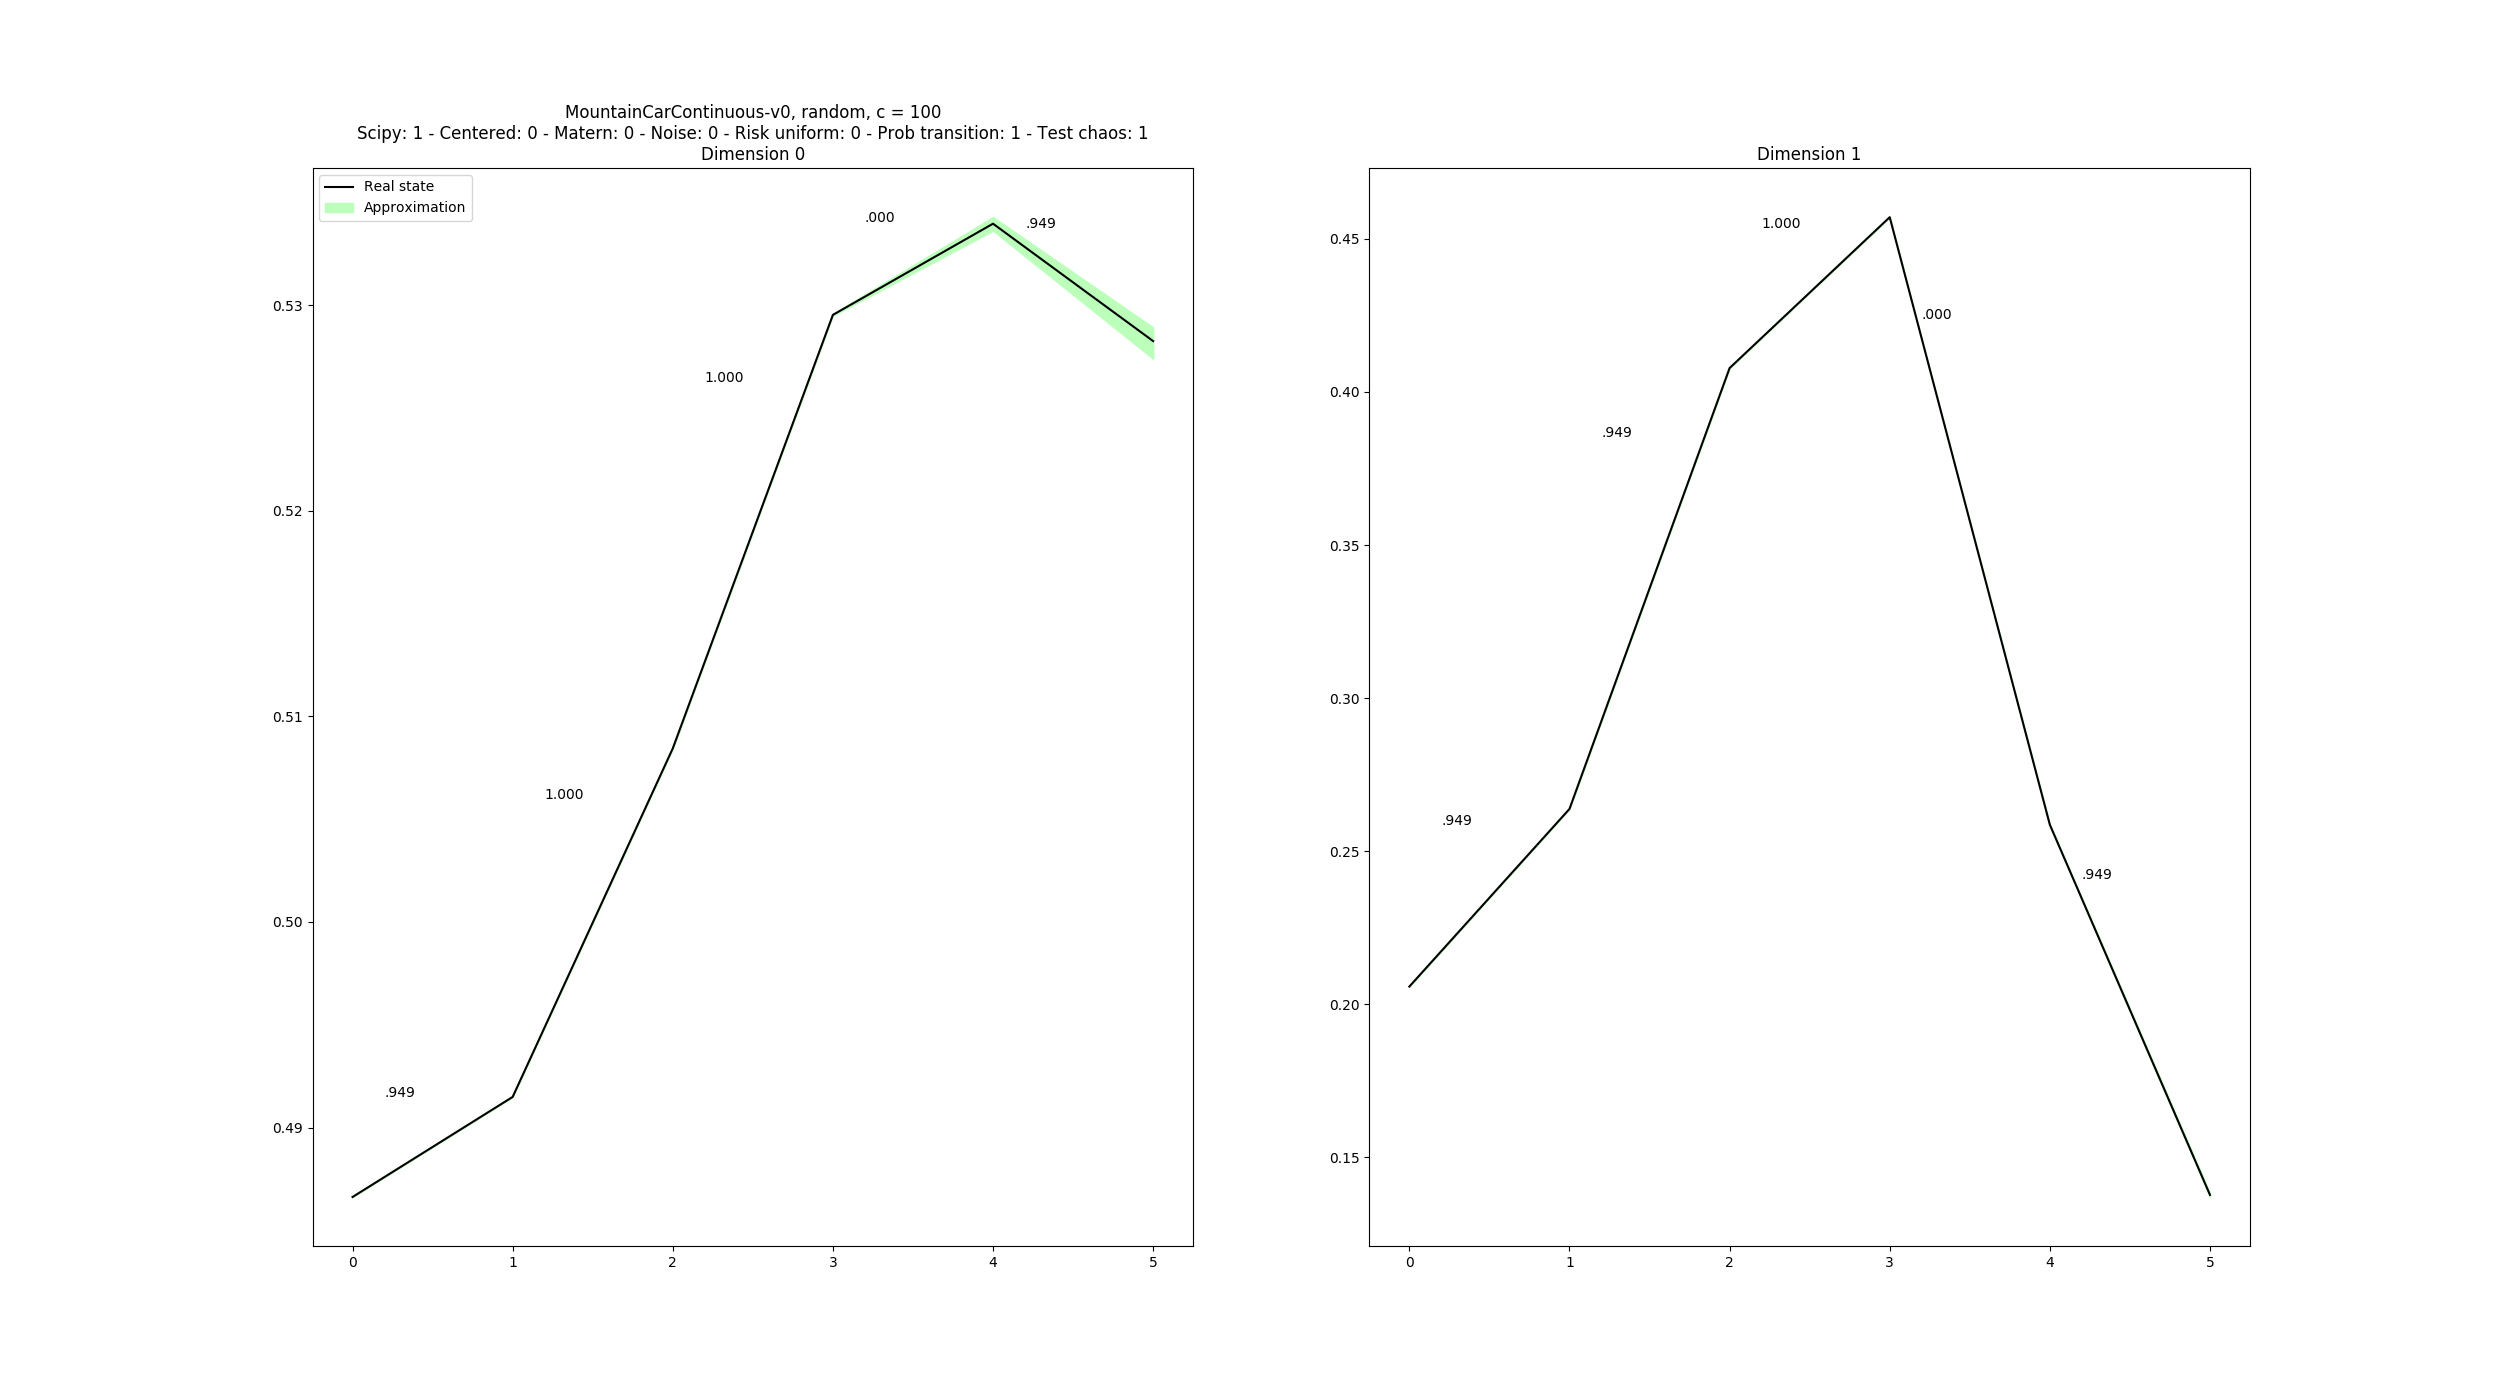 MountainCarContinuous-v0, random, c = 100
Scipy: 1 - Centered: 0 - Matern: 0 - Noise: 0 - Risk uniform: 0 - Prob transition: 1 - Test chaos: 1
Dimension 0
Real state
Approximation
.000
.949
1.000
1.000
.949
0.53
0.52
0.51
0.50
0.49
0 1 2 3 4 5
Dimension 1
1.000
.000
.949
.949
.949
0.45
0.40
0.35
0.30
0.25
0.20
0.15
0 1 2 3 4 5